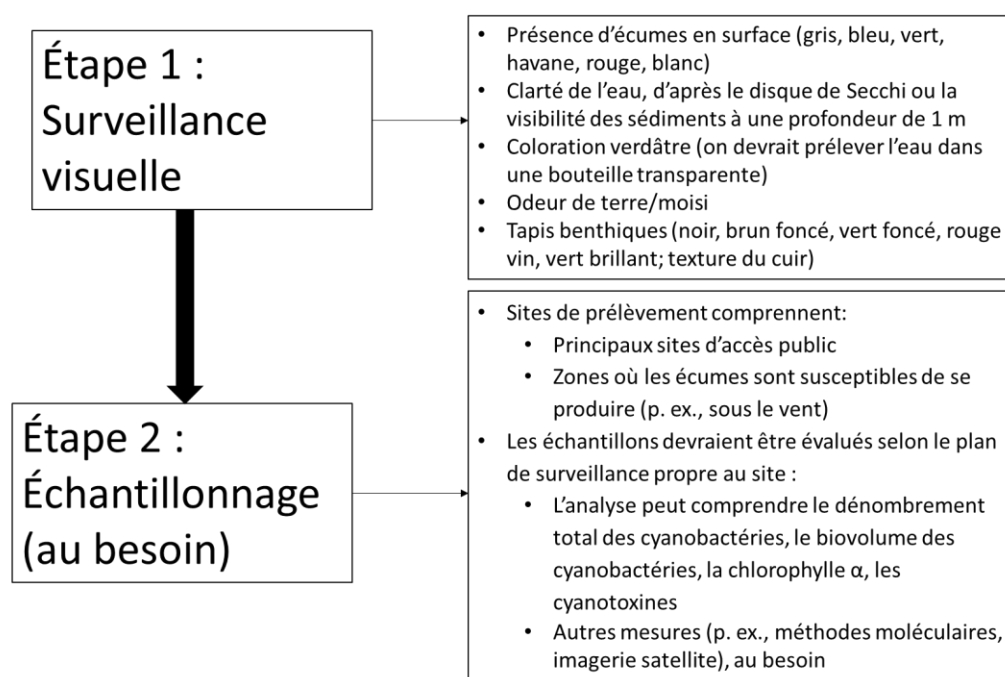 Étape 1 :
Surveillance
visuelle
• Présence d’écumes en surface (gris, bleu, vert,
havane, rouge, blanc)
• Clarté de l’eau, d’après le disque de Secchi ou la
visibilité des sédiments à une profondeur de 1 m
• Coloration verdâtre (on devrait prélever l’eau dans
une bouteille transparente)
• Odeur de terre/moisi
• Tapis benthiques (noir, brun foncé, vert foncé, rouge
vin, vert brillant; texture du cuir)
Étape 2 :
Échantillonnage
(au besoin)
• Sites de prélèvement comprennent:
• Principaux sites d’accès public
• Zones où les écumes sont susceptibles de se
produire (p. ex., sous le vent)
• Les échantillons devraient être évalués selon le plan
de surveillance propre au site :
• L’analyse peut comprendre le dénombrement
total des cyanobactéries, le biovolume des
cyanobactéries, la chlorophylle α, les
cyanotoxines
• Autres mesures (p. ex., méthodes moléculaires,
imagerie satellite), au besoin